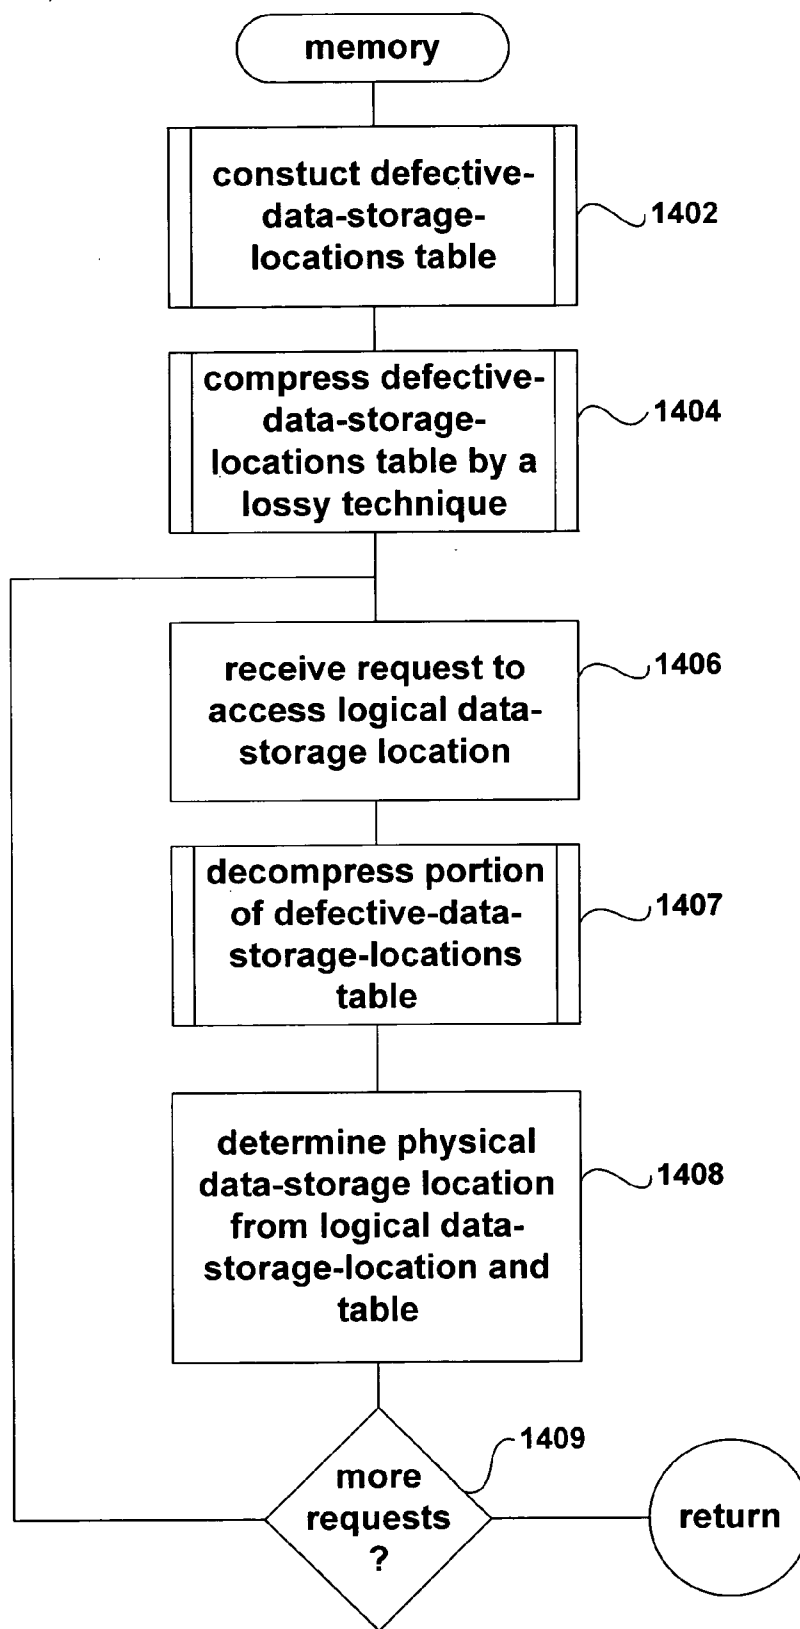 memory
constuct defective-
data-storage-
locations table
1402
compress defective-
data-storage-
locations table by a
lossy technique
1404
receive request to
access logical data-
storage location
1406
decompress portion
of defective-data-
storage-locations
table
1407
determine physical
data-storage location
from logical data-
storage-location and
table
1408
more
requests
?
1409
return